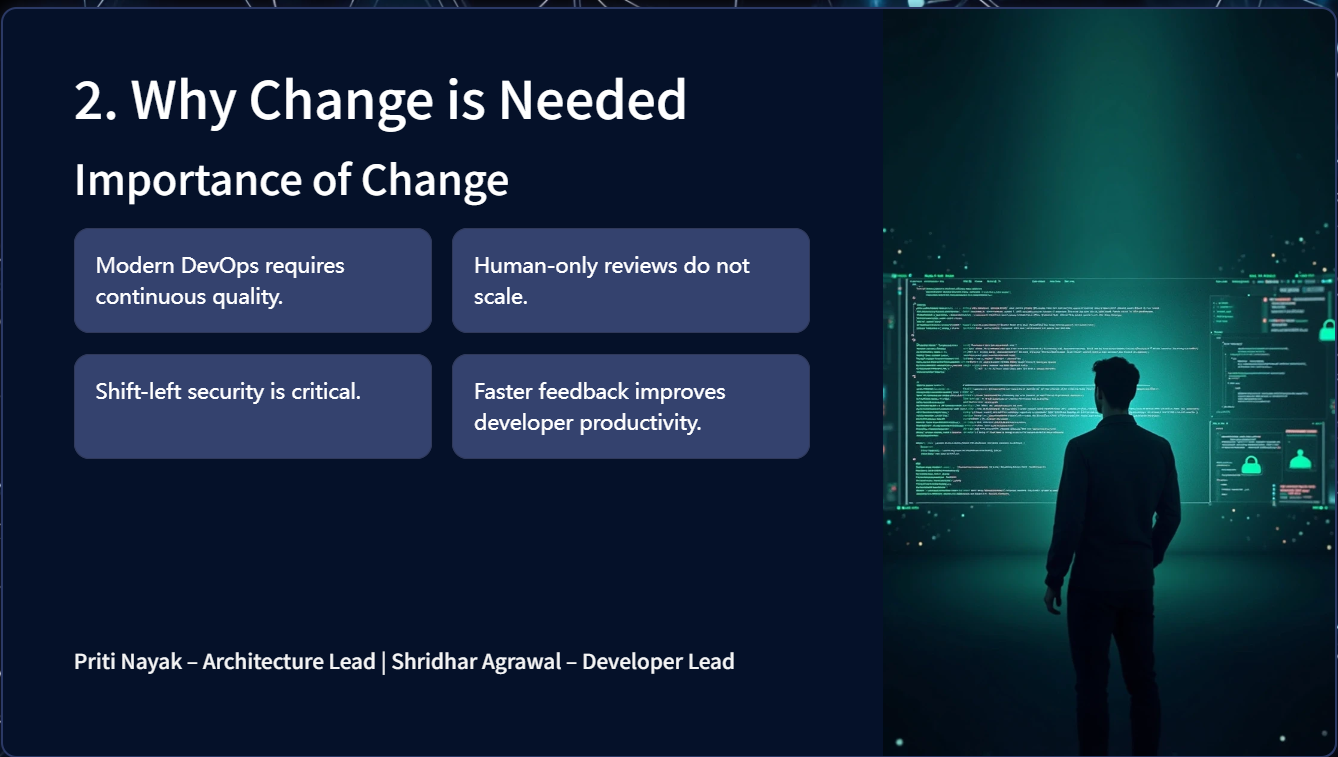 2. Why Change is Needed
Importance of Change
Modern DevOps requires
continuous quality.
Human-only reviews do not
scale.
Shift-left security is critical.
Faster feedback improves
developer productivity.
Priti Nayak – Architecture Lead | Shridhar Agrawal – Developer Lead